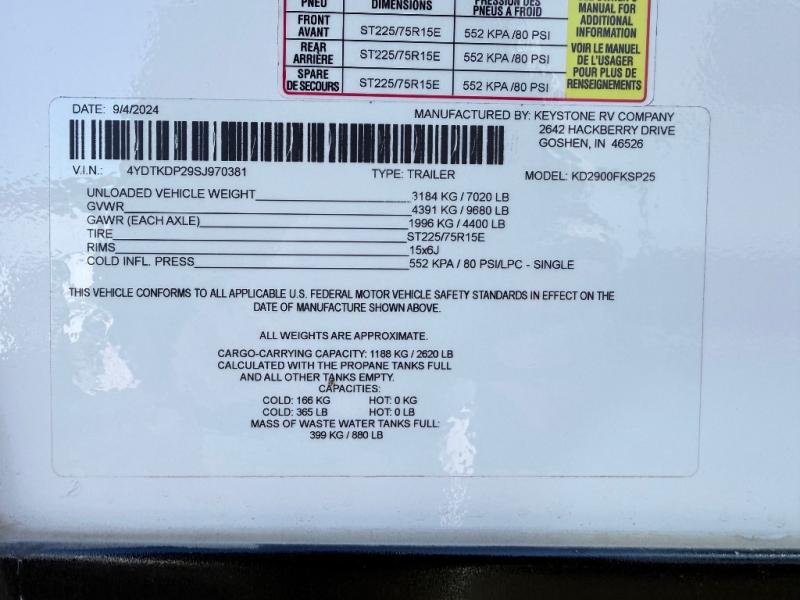 PNEU DIMENSIONS PRESSION DES
PNEUS A FROID
MANUAL FOR
ADDITIONAL
INFORMATION
VOIR LE MANUEL
DE L'USAGER
POUR PLUS DE
RENSEIGNEMENTS
FRONT
AVANT ST225/75R15E 552 KPA /80 PSI
REAR
ARRIÈRE ST225/75R15E 552 KPA /80 PSI
SPARE
DE SECOURS ST225/75R15E 552 KPA /80 PSI
DATE: 9/4/2024
MANUFACTURED BY: KEYSTONE RV COMPANY
2642 HACKBERRY DRIVE
GOSHEN, IN 46526
V.I.N.: 4YDTKDP29SJ970381 TYPE: TRAILER MODEL: KD2900FKSP25
UNLOADED VEHICLE WEIGHT 3184 KG / 7020 LB
GVWR 4391 KG / 9680 LB
GAWR (EACH AXLE) 1996 KG / 4400 LB
TIRE ST225/75R15E
RIMS 15x6J
COLD INFL. PRESS 552 KPA / 80 PSI/LPC - SINGLE
THIS VEHICLE CONFORMS TO ALL APPLICABLE U.S. FEDERAL MOTOR VEHICLE SAFETY STANDARDS IN EFFECT ON THE
DATE OF MANUFACTURE SHOWN ABOVE.
ALL WEIGHTS ARE APPROXIMATE.
CARGO-CARRYING CAPACITY: 1188 KG / 2620 LB
CALCULATED WITH THE PROPANE TANKS FULL
AND ALL OTHER TANKS EMPTY.
CAPACITIES:
COLD: 166 KG HOT: 0 KG
COLD: 365 LB HOT: 0 LB
MASS OF WASTE WATER TANKS FULL:
399 KG / 880 LB